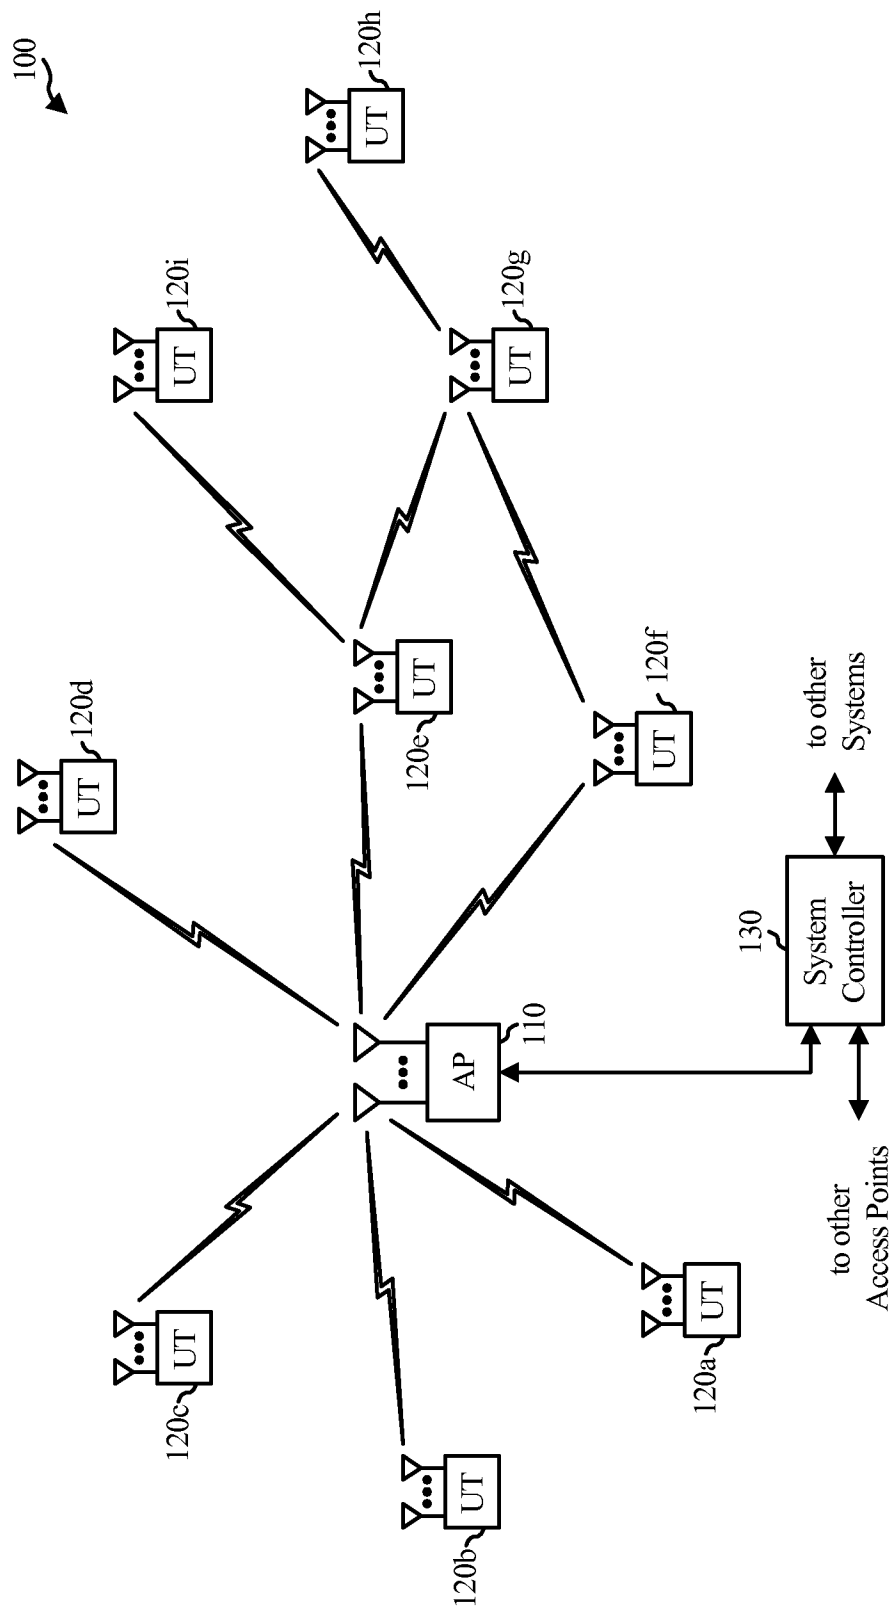 100
UT
120h
UT
120i
UT
120g
UT
120d
UT
120e
UT
120f
AP
110
UT
120c
UT
120b
UT
120a
130
System
Controller
to other
Systems
to other
Access Points